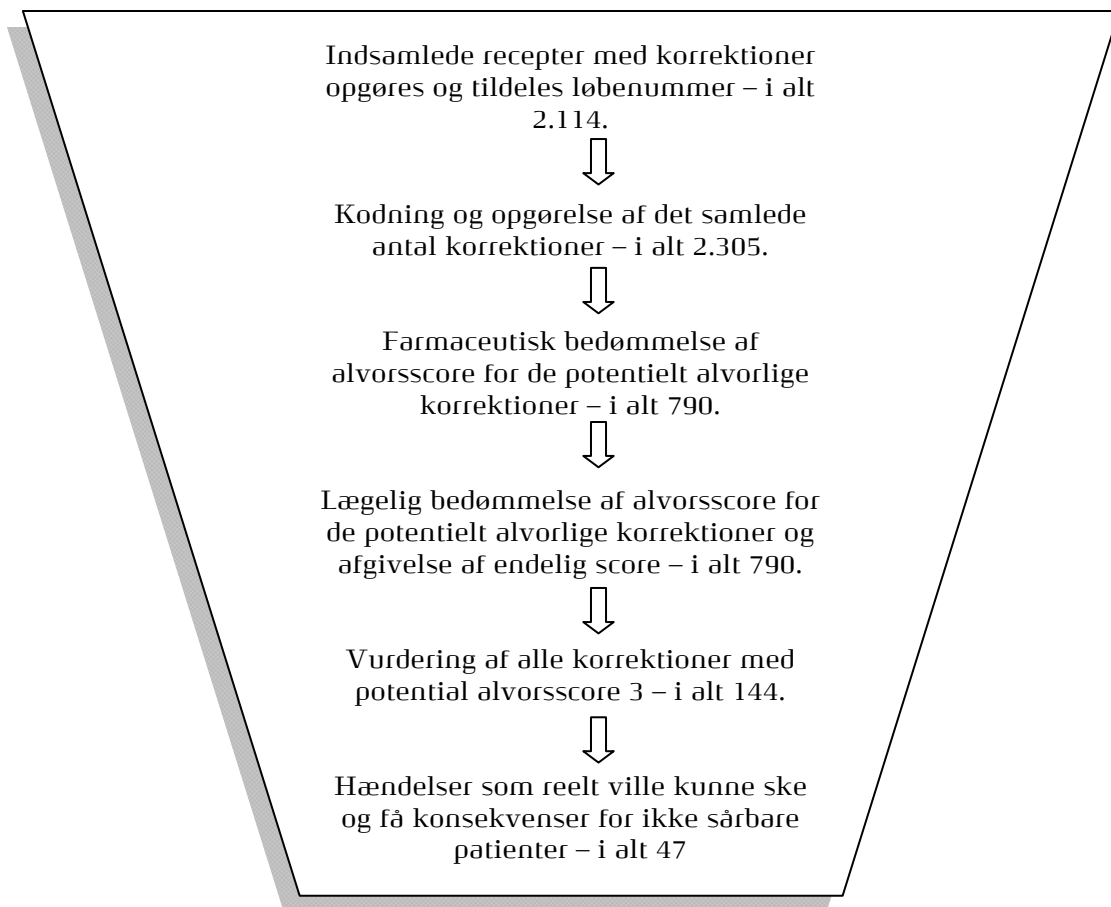 Indsamlede recepter med korrektioner
opgøres og tildeles løbenummer – i alt
2.114.
Kodning og opgørelse af det samlede
antal korrektioner – i alt 2.305.
Farmaceutisk bedømmelse af
alvorsscore for de potentielt alvorlige
korrektioner – i alt 790.
Lægelig bedømmelse af alvorsscore for
de potentielt alvorlige korrektioner og
afgivelse af endelig score – i alt 790.
Vurdering af alle korrektioner med
potential alvorsscore 3 – i alt 144.
Hændelser som reelt ville kunne ske
og få konsekvenser for ikke sårbare
patienter – i alt 47